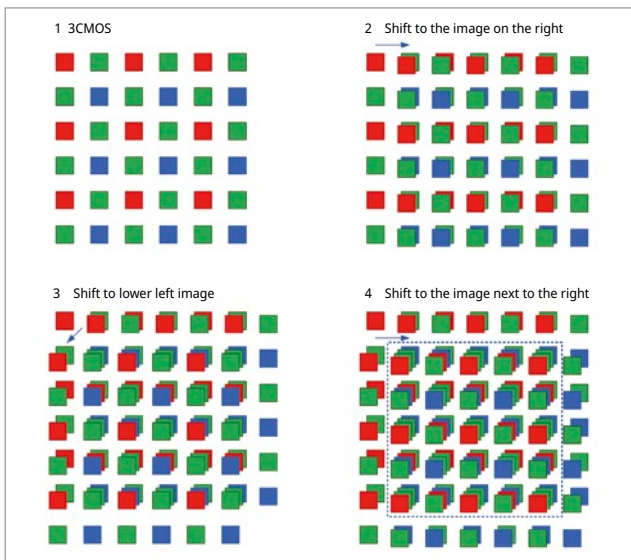 1 3CMOS
2 Shift to the image on the right
3 Shift to lower left image
4 Shift to the image next to the right